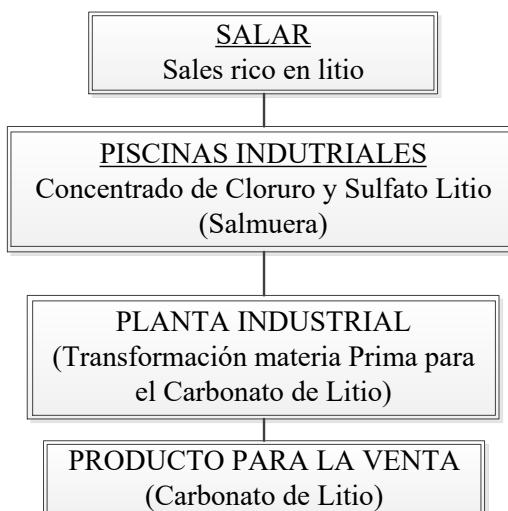 SALAR
Sales rico en litio
PISCINAS INDUTRIALES
Concentrado de Cloruro y Sulfato Litio
(Salmuera)
PLANTA INDUSTRIAL
(Transformación materia Prima para
el Carbonato de Litio)
PRODUCTO PARA LA VENTA
(Carbonato de Litio)